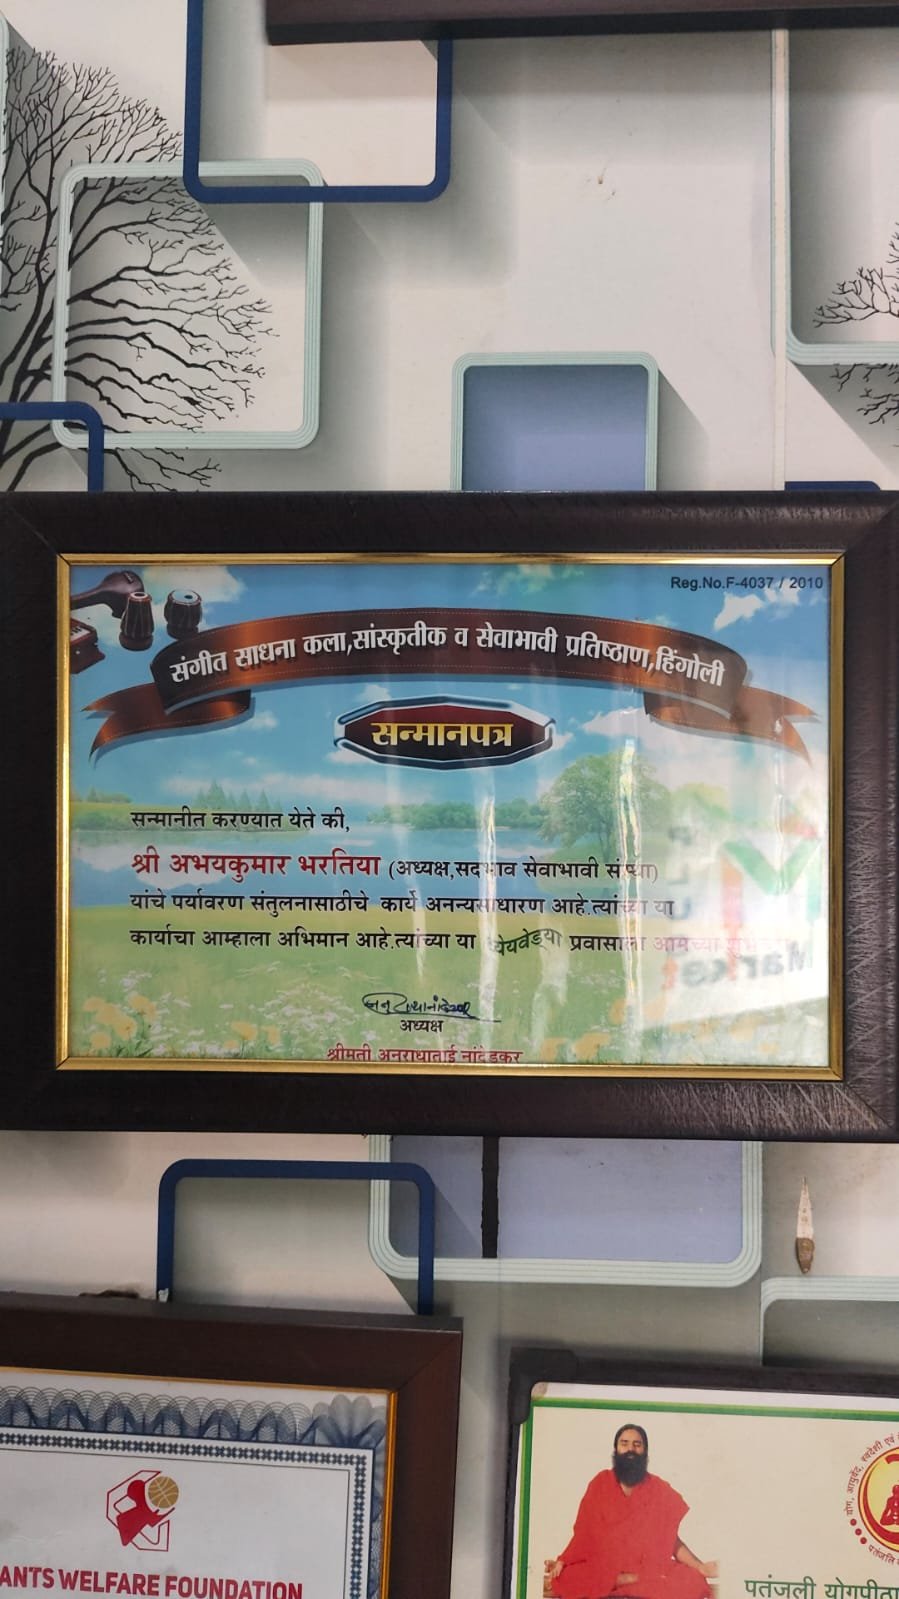 Reg.No.F-4037 / 2010
संगीत साधना कला,सांस्कृतीक व सेवाभावी प्रतिष्ठाण,हिंगोली
सन्मानपत्र
सन्मानीत करण्यात येते की,
श्री अभयकुमार भरतिया (अध्यक्ष,सदभाव सेवाभावी संस्था)
यांचे पर्यावरण संतुलनासाठीचे कार्य अनन्यसाधारण आहे.त्यांच्या या
कार्याचा आम्हाला अभिमान आहे.त्यांच्या या ध्येयवेड्या प्रवासाला आमच्या
अध्यक्ष
श्रीमती अनराधाताई नांदेडकर
ANTS WELFARE FOUNDATION
पतंजली योगपीठ